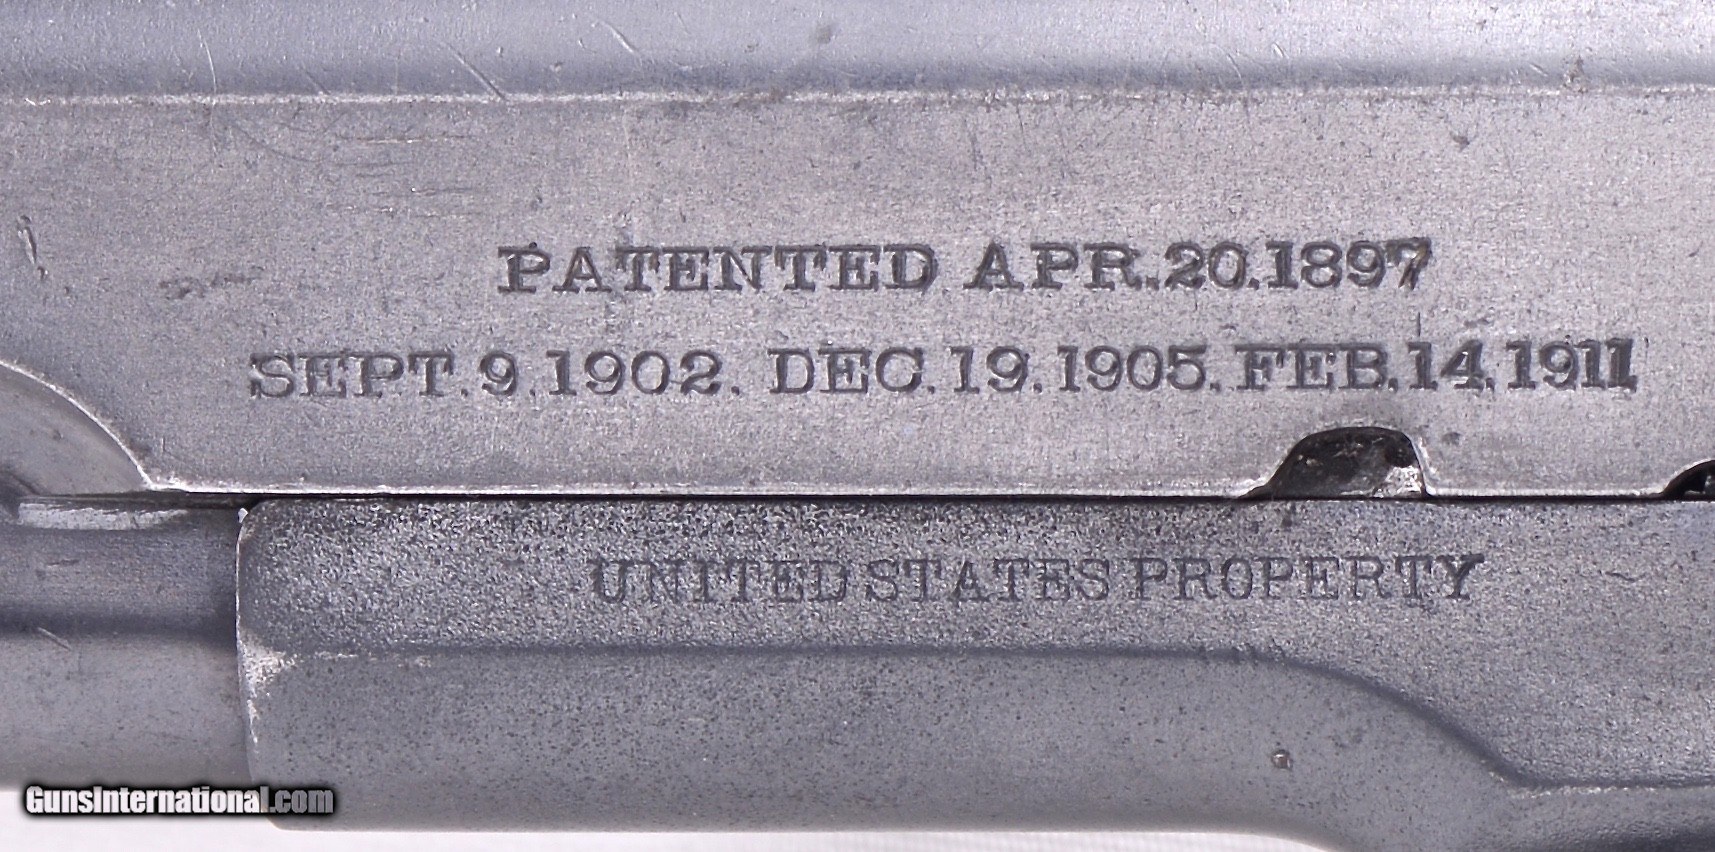 PATENTED APR.20.1897
SEPT.9.1902. DEC.19.1905. FEB.14.1911
UNITED STATES PROPERTY
GunsInternational.com